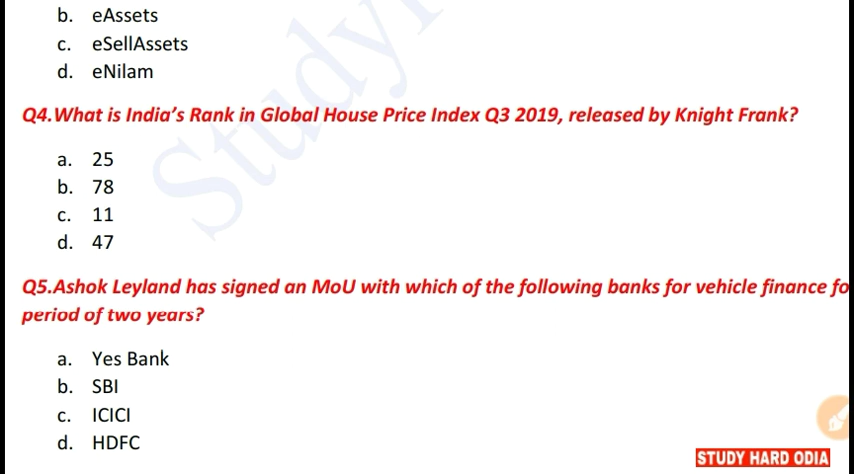 b. eAssets
c. eSellAssets
d. eNilam
Q4.What is India's Rank in Global House Price Index Q3 2019, released by Knight Frank?
a. 25
b. 78
c. 11
d. 47
Q5.Ashok Leyland has signed an MoU with which of the following banks for vehicle finance fo
period of two years?
a. Yes Bank
b. SBI
c. ICICI
d. HDFC
STUDY HARD ODIA
Study